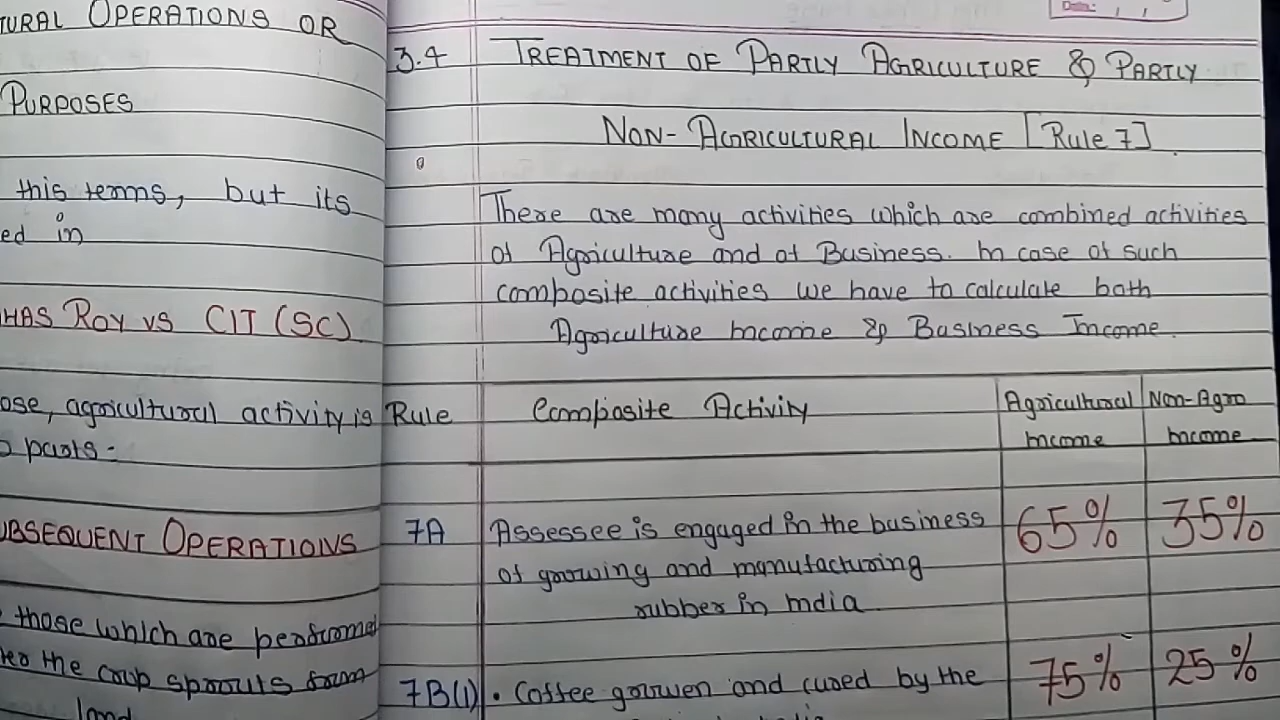 TURAL OPERATIONS OR
PURPOSES
this terms, but its
ed in
HAS ROY VS CIT (SC)
ose, agricultural activity is
parts:-
UBSEQUENT OPERATIONS
those which are performed
the crop sprouts from
land
Date:
3.4 TREATMENT OF PARTLY AGRICULTURE & PARTLY
NON-AGRICULTURAL INCOME [Rule 7]
There are many activities which are combined activities
of Agriculture and of Business. In case of such
composite activities we have to calculate both
Agriculture Income & Business Income.
Rule Composite Activity Agricultural Income Non-Agro Income
7A Assessee is engaged in the business 65% 35%
of growing and manufacturing
rubber in India
7B(1) • Coffee grown and cured by the 75% 25%